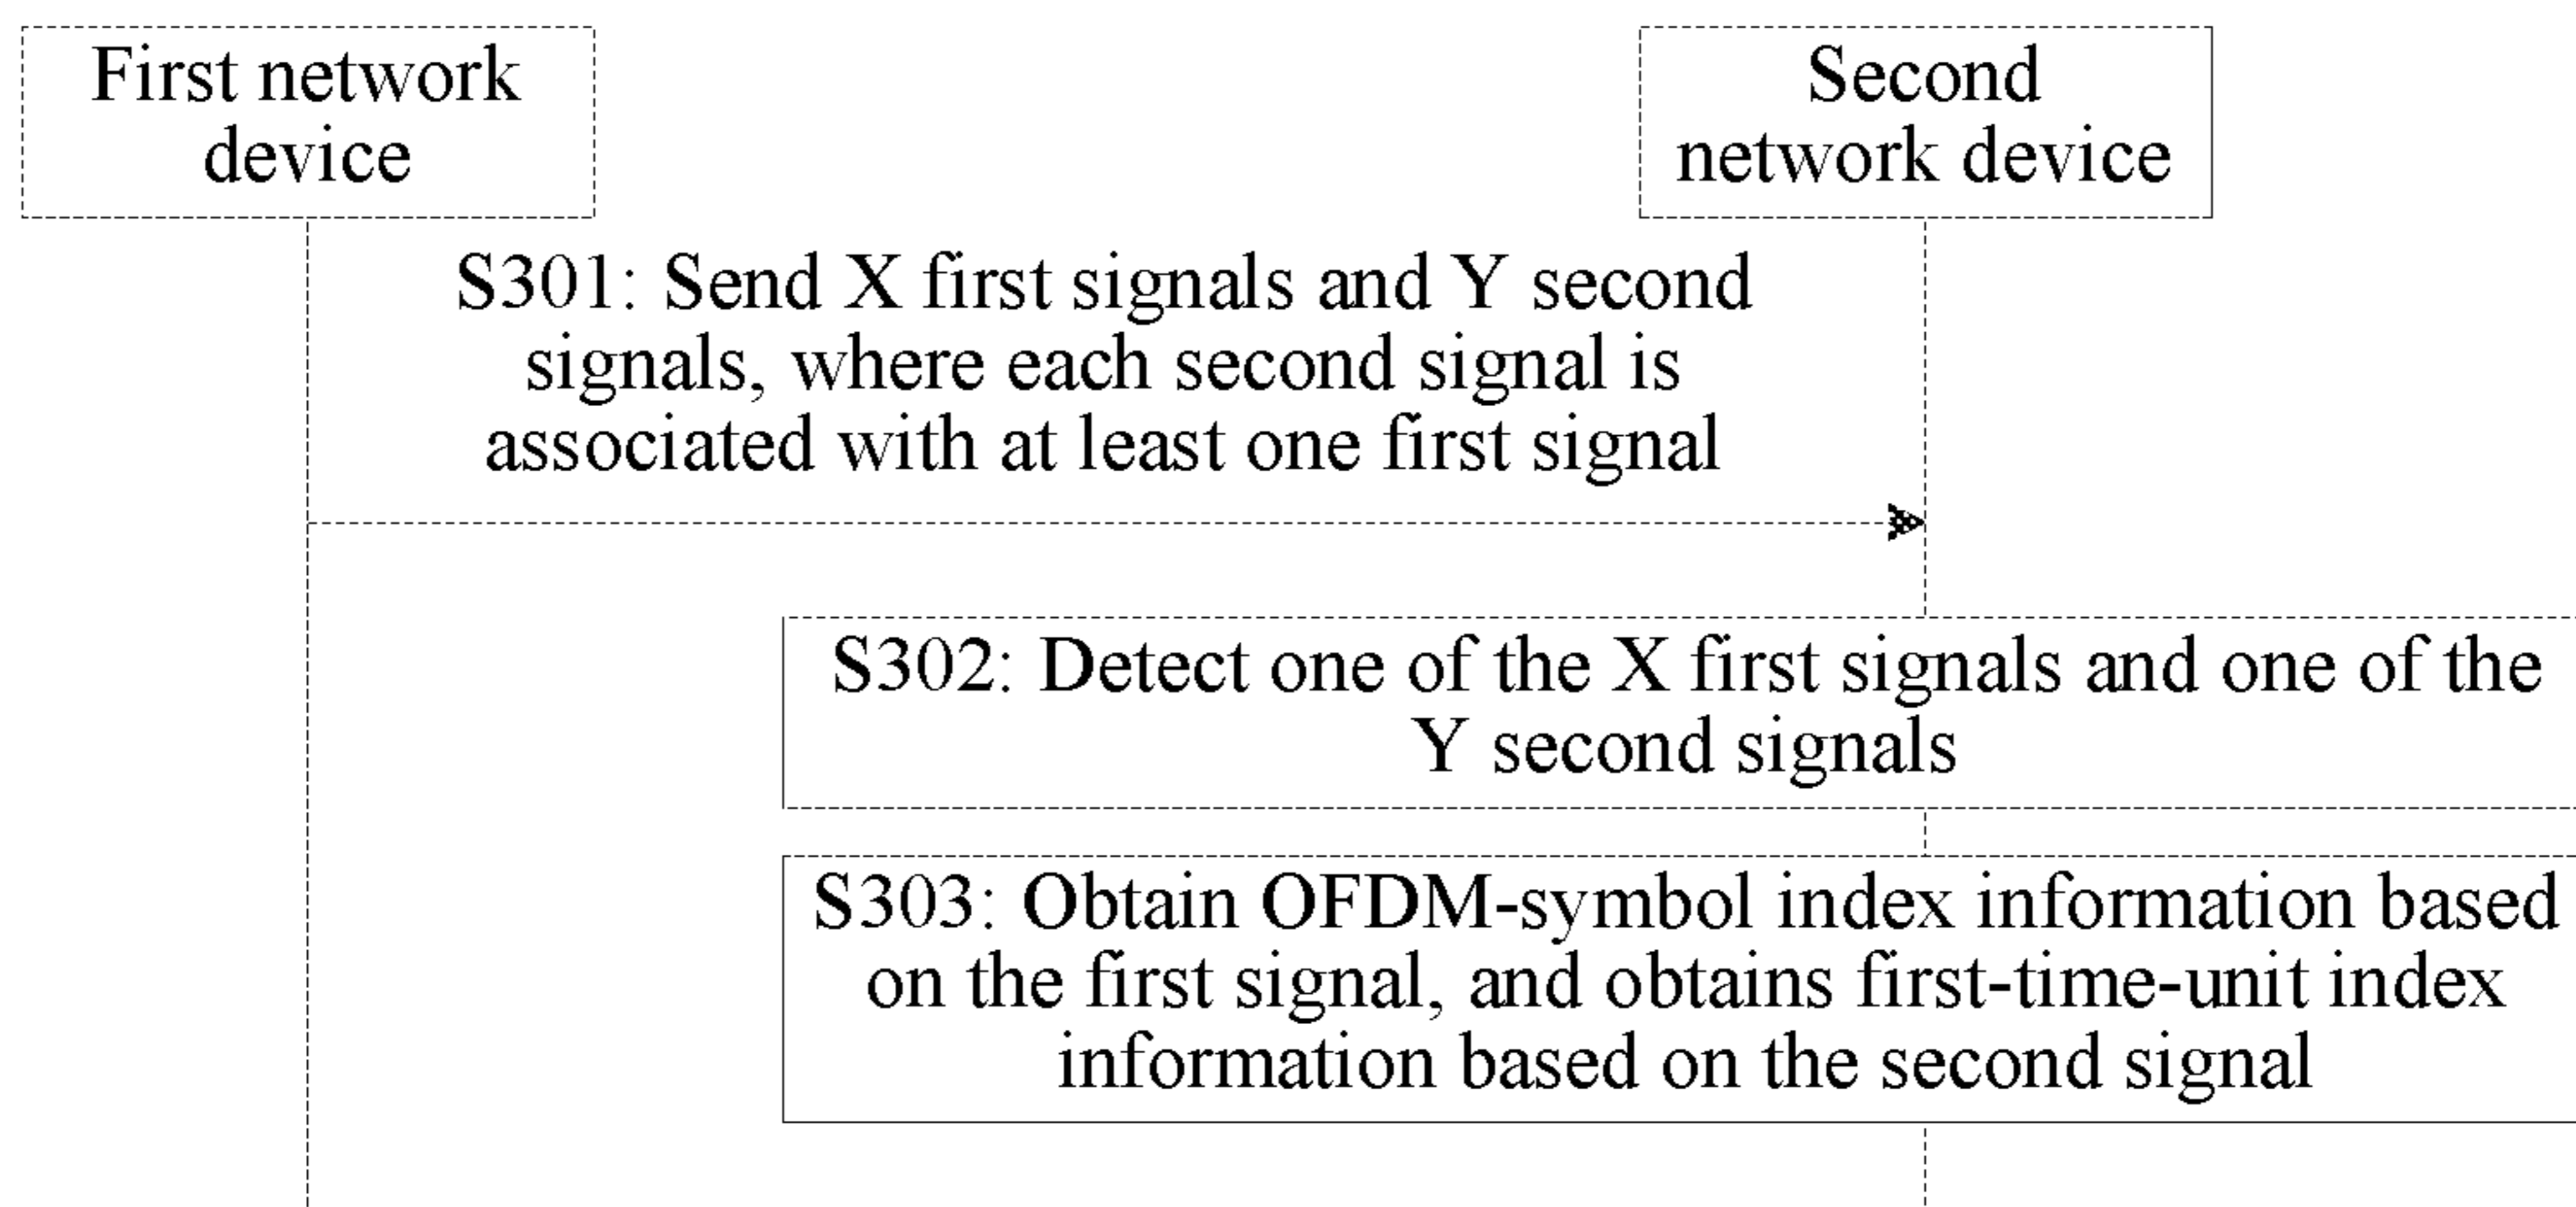 First network
device
Second
network device
S301: Send X first signals and Y second
signals, where each second signal is
associated with at least one first signal
S302: Detect one of the X first signals and one of the
Y second signals
S303: Obtain OFDM-symbol index information based
on the first signal, and obtains first-time-unit index
information based on the second signal